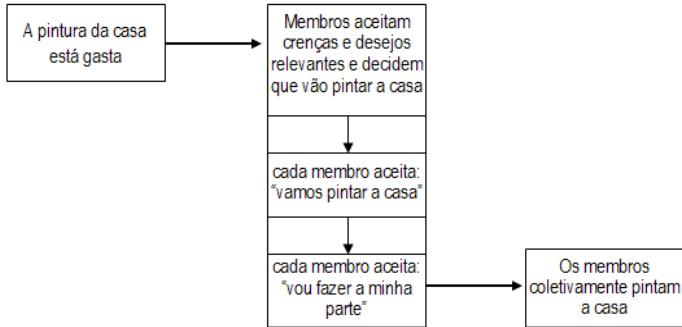 A pintura da casa
está gasta
Membros aceitam
crenças e desejos
relevantes e decidem
que vão pintar a casa
cada membro aceita:
“vamos pintar a casa”
cada membro aceita:
“vou fazer a minha
parte”
Os membros
coletivamente pintam
a casa